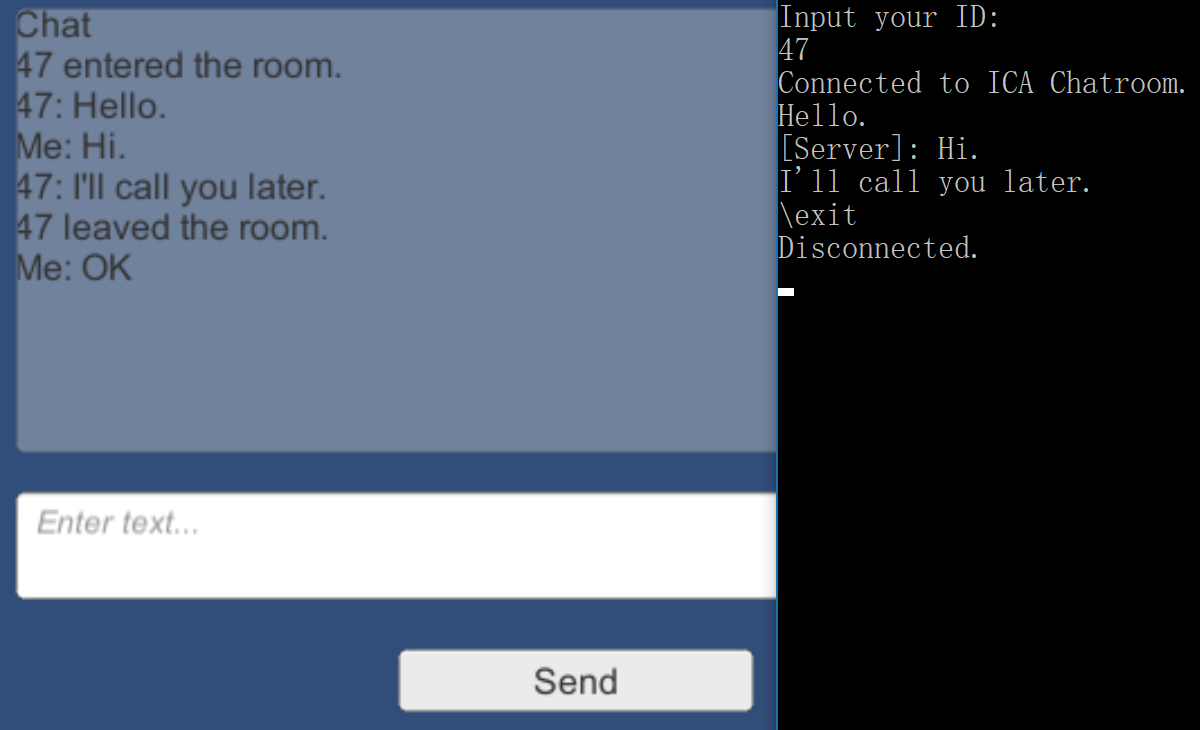 Chat
47 entered the room.
47: Hello.
Me: Hi.
47: I'll call you later.
47 leaved the room.
Me: OK
Enter text...
Send
Input your ID:
47
Connected to ICA Chatroom.
Hello.
[Server]: Hi.
I'll call you later.
\exit
Disconnected.